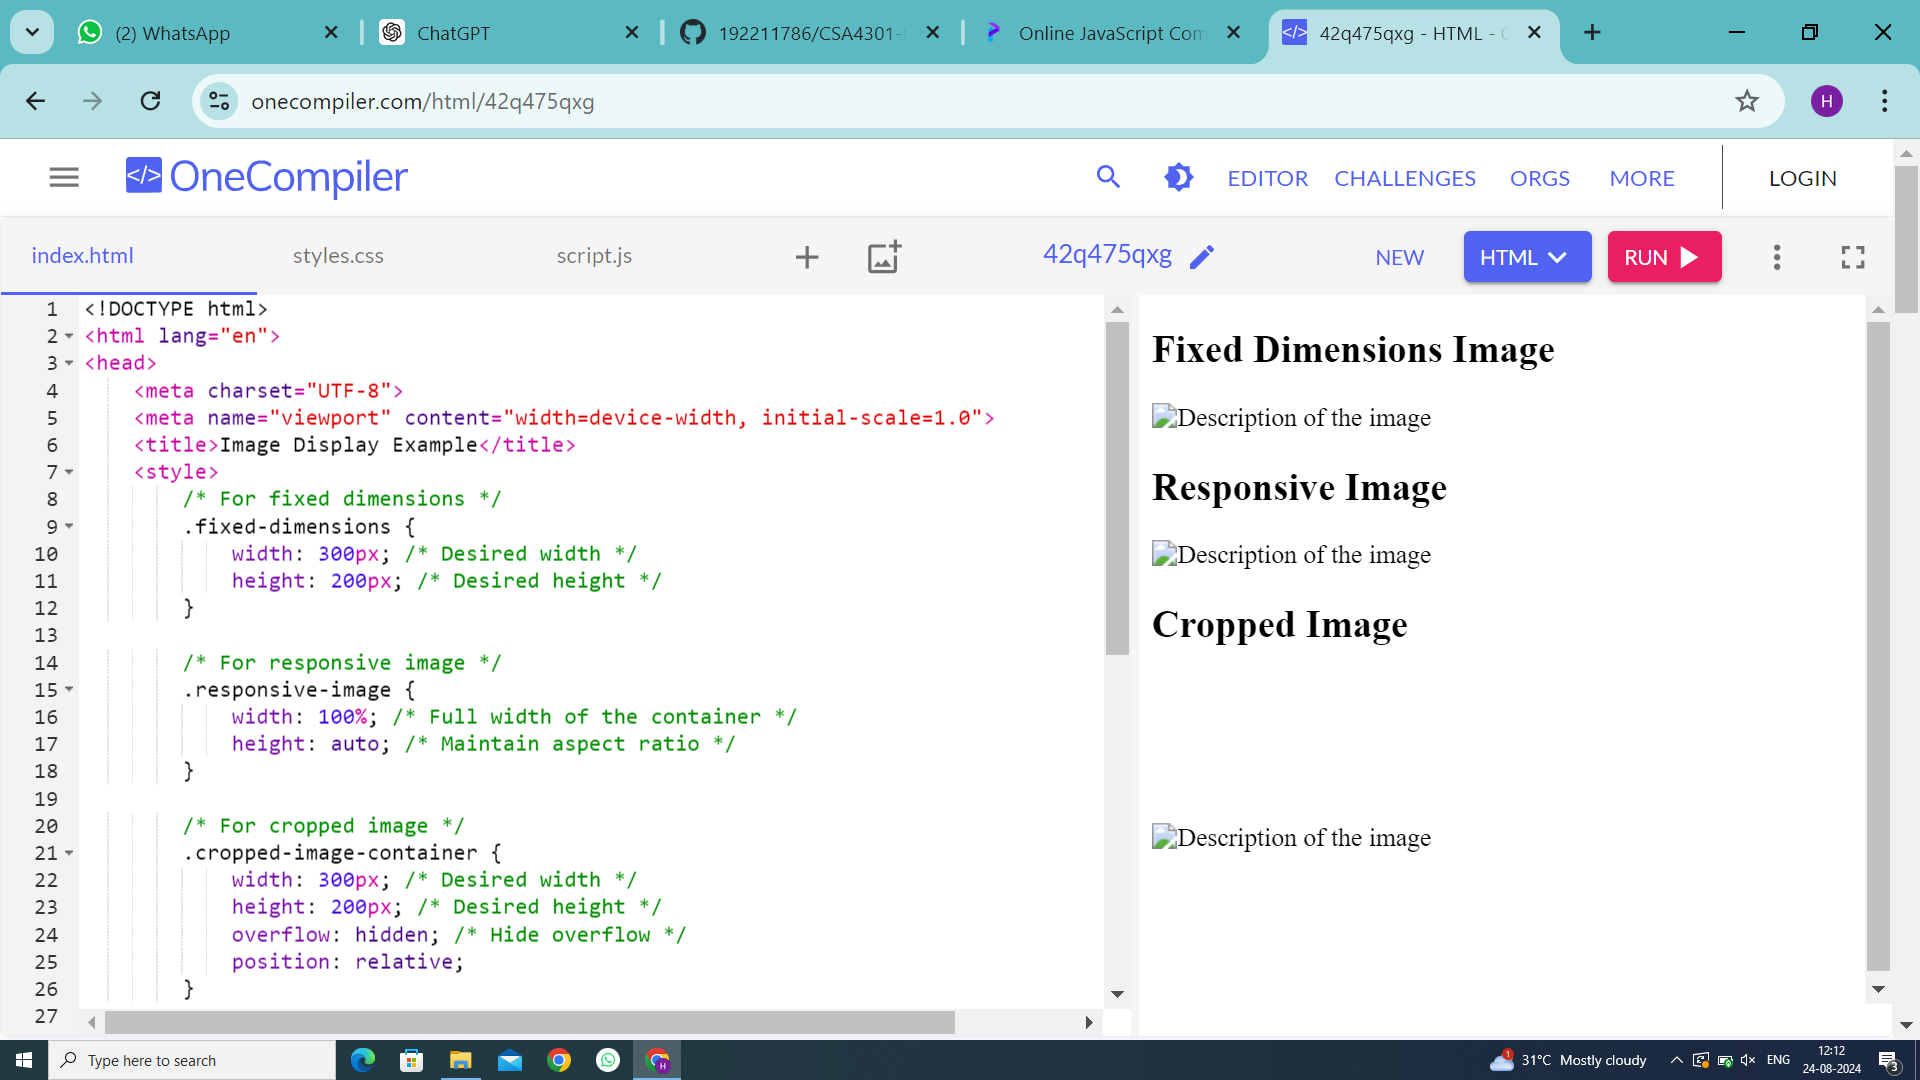 (2) WhatsApp
ChatGPT
192211786/CSA4301-
Online JavaScript Com
42q475qxg - HTML -
onecompiler.com/html/42q475qxg
H
</> OneCompiler
EDITOR CHALLENGES ORGS MORE LOGIN
index.html styles.css script.js
42q475qxg
NEW HTML RUN
1 <!DOCTYPE html>
2 <html lang="en">
3 <head>
4 <meta charset="UTF-8">
5 <meta name="viewport" content="width=device-width, initial-scale=1.0">
6 <title>Image Display Example</title>
7 <style>
8 /* For fixed dimensions */
9 .fixed-dimensions {
10 width: 300px; /* Desired width */
11 height: 200px; /* Desired height */
12 }
13
14 /* For responsive image */
15 .responsive-image {
16 width: 100%; /* Full width of the container */
17 height: auto; /* Maintain aspect ratio */
18 }
19
20 /* For cropped image */
21 .cropped-image-container {
22 width: 300px; /* Desired width */
23 height: 200px; /* Desired height */
24 overflow: hidden; /* Hide overflow */
25 position: relative;
26 }
27
Fixed Dimensions Image
Description of the image
Responsive Image
Description of the image
Cropped Image
Description of the image
Type here to search
H
1
31°C Mostly cloudy
ENG
12:12
24-08-2024
3